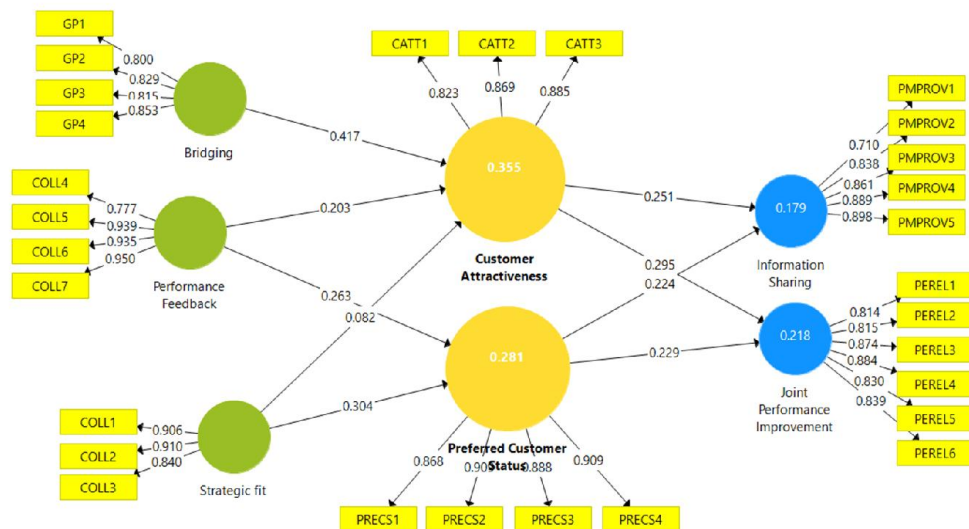 GP1
GP2
GP3
GP4
0.800
0.829
0.815
0.853
Bridging
CATT1
CATT2
CATT3
0.823
0.869
0.885
0.417
0.355
Customer
Attractiveness
COLL4
COLL5
COLL6
COLL7
0.777
0.939
0.935
0.950
Performance
Feedback
0.203
0.263
0.082
PMPROV1
PMPROV2
PMPROV3
PMPROV4
PMPROV5
0.710
0.838
0.861
0.889
0.898
0.251
0.179
Information
Sharing
0.295
0.224
0.281
Preferred Customer
Status
0.229
0.218
Joint
Performance
Improvement
PEREL1
PEREL2
PEREL3
PEREL4
PEREL5
PEREL6
0.814
0.815
0.874
0.884
0.830
0.839
COLL1
COLL2
COLL3
0.906
0.910
0.840
Strategic fit
0.304
0.868
0.888
0.909
PRECS1
PRECS2
PRECS3
PRECS4